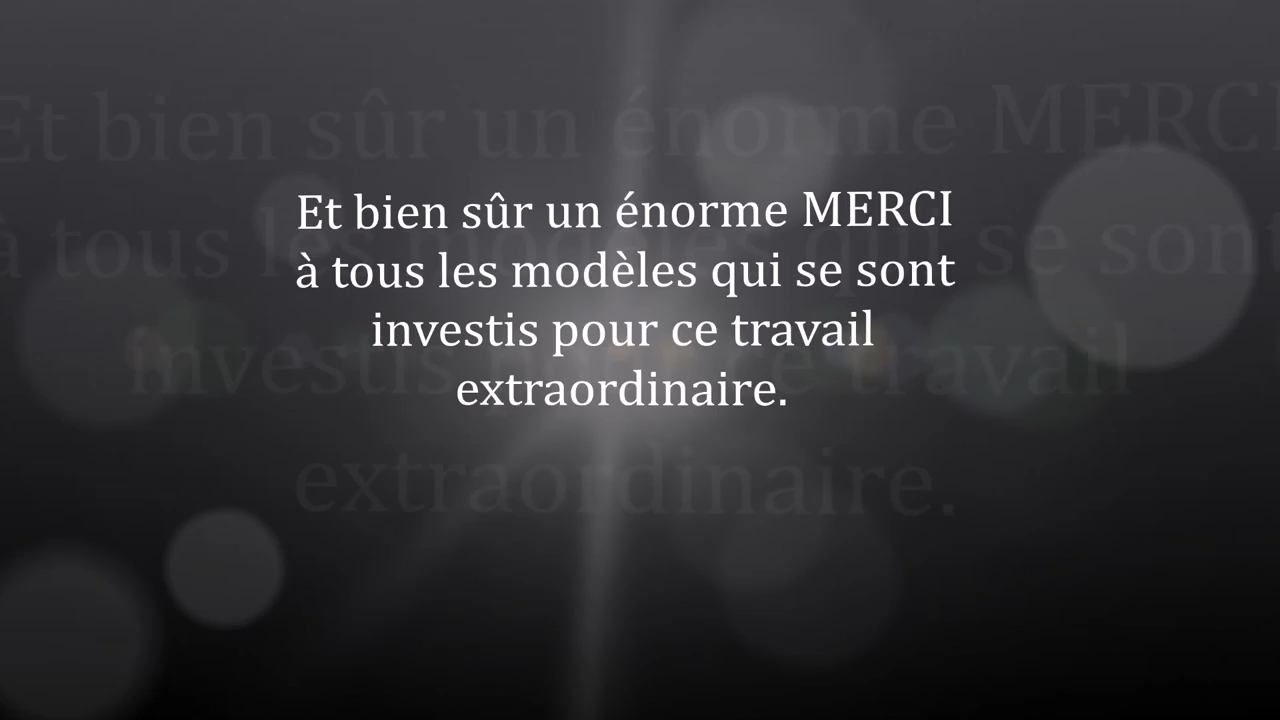 Et bien sûr un énorme MERCI
à tous les modèles qui se sont
investis pour ce travail
extraordinaire.